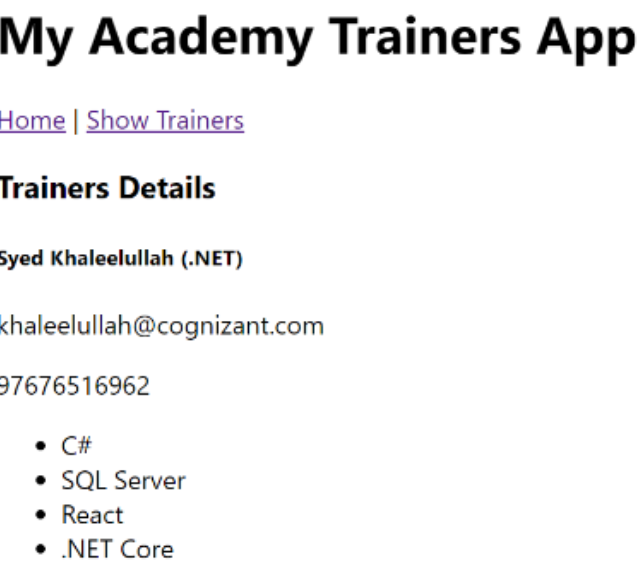 My Academy Trainers App
Home | Show Trainers
Trainers Details
Syed Khaleelullah (.NET)
khaleelullah@cognizant.com
97676516962
• C#
• SQL Server
• React
• .NET Core